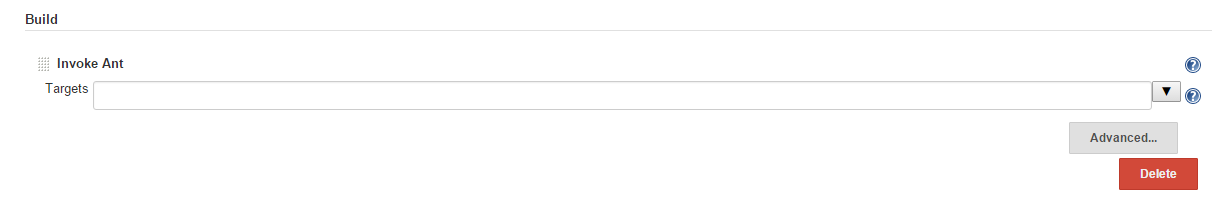 Build
Invoke Ant
?
Targets
▼
?
Advanced...
Delete